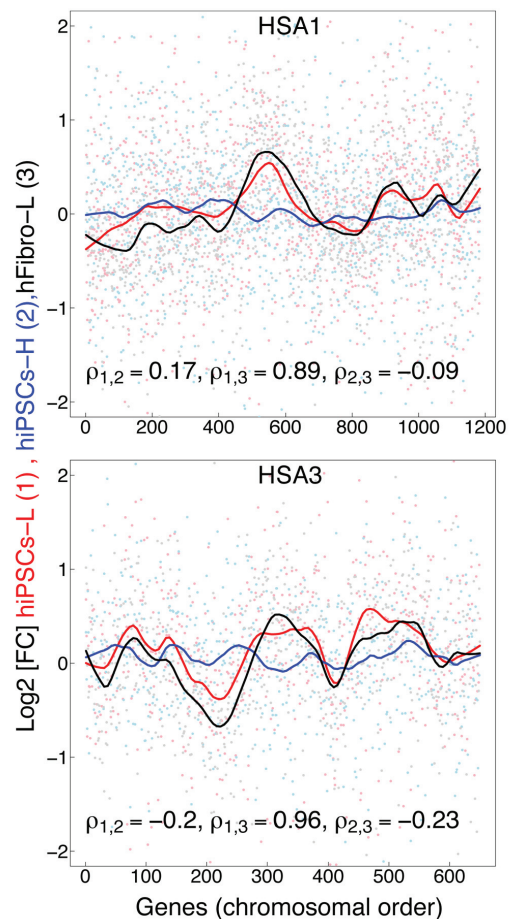 HSA1
2
1
0
−1
−2
ρ1,2 = 0.17, ρ1,3 = 0.89, ρ2,3 = −0.09
0 200 400 600 800 1000 1200
Log2 [FC] hiPSCs−L (1) , hiPSCs−H (2),hFibro−L (3)
HSA3
2
1
0
−1
−2
ρ1,2 = −0.2, ρ1,3 = 0.96, ρ2,3 = −0.23
0 100 200 300 400 500 600
Genes (chromosomal order)